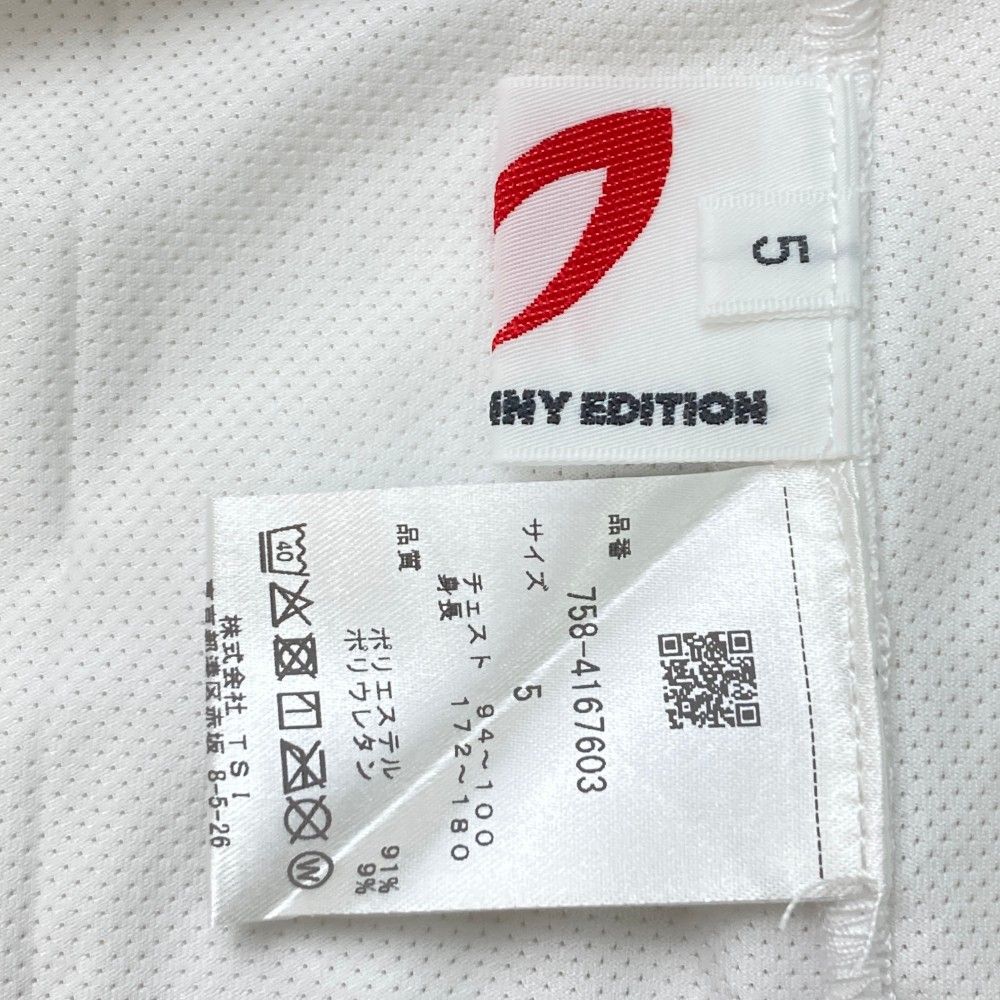 5
INY EDITION
品番
758-4167603
サイズ
5
チェスト 94～100
身長 172～180
品質
ポリエステル 91%
ポリウレタン 9%
40
W
株式会社 TSI
都港区赤坂 8-5-26